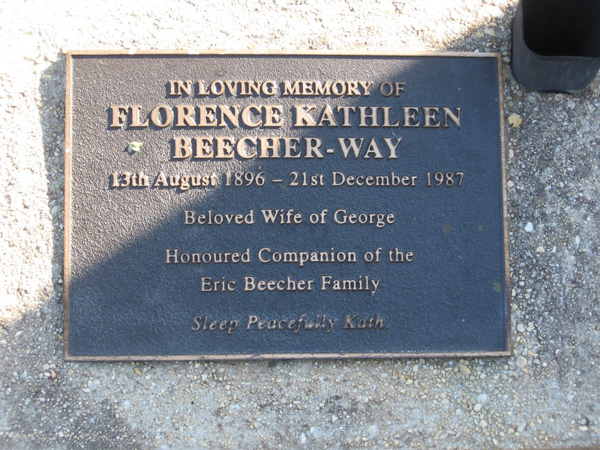 IN LOVING MEMORY OF
FLORENCE KATHLEEN
BEECHER-WAY
13th August 1896 – 21st December 1987
Beloved Wife of George
Honoured Companion of the
Eric Beecher Family
Sleep Peacefully Kath.